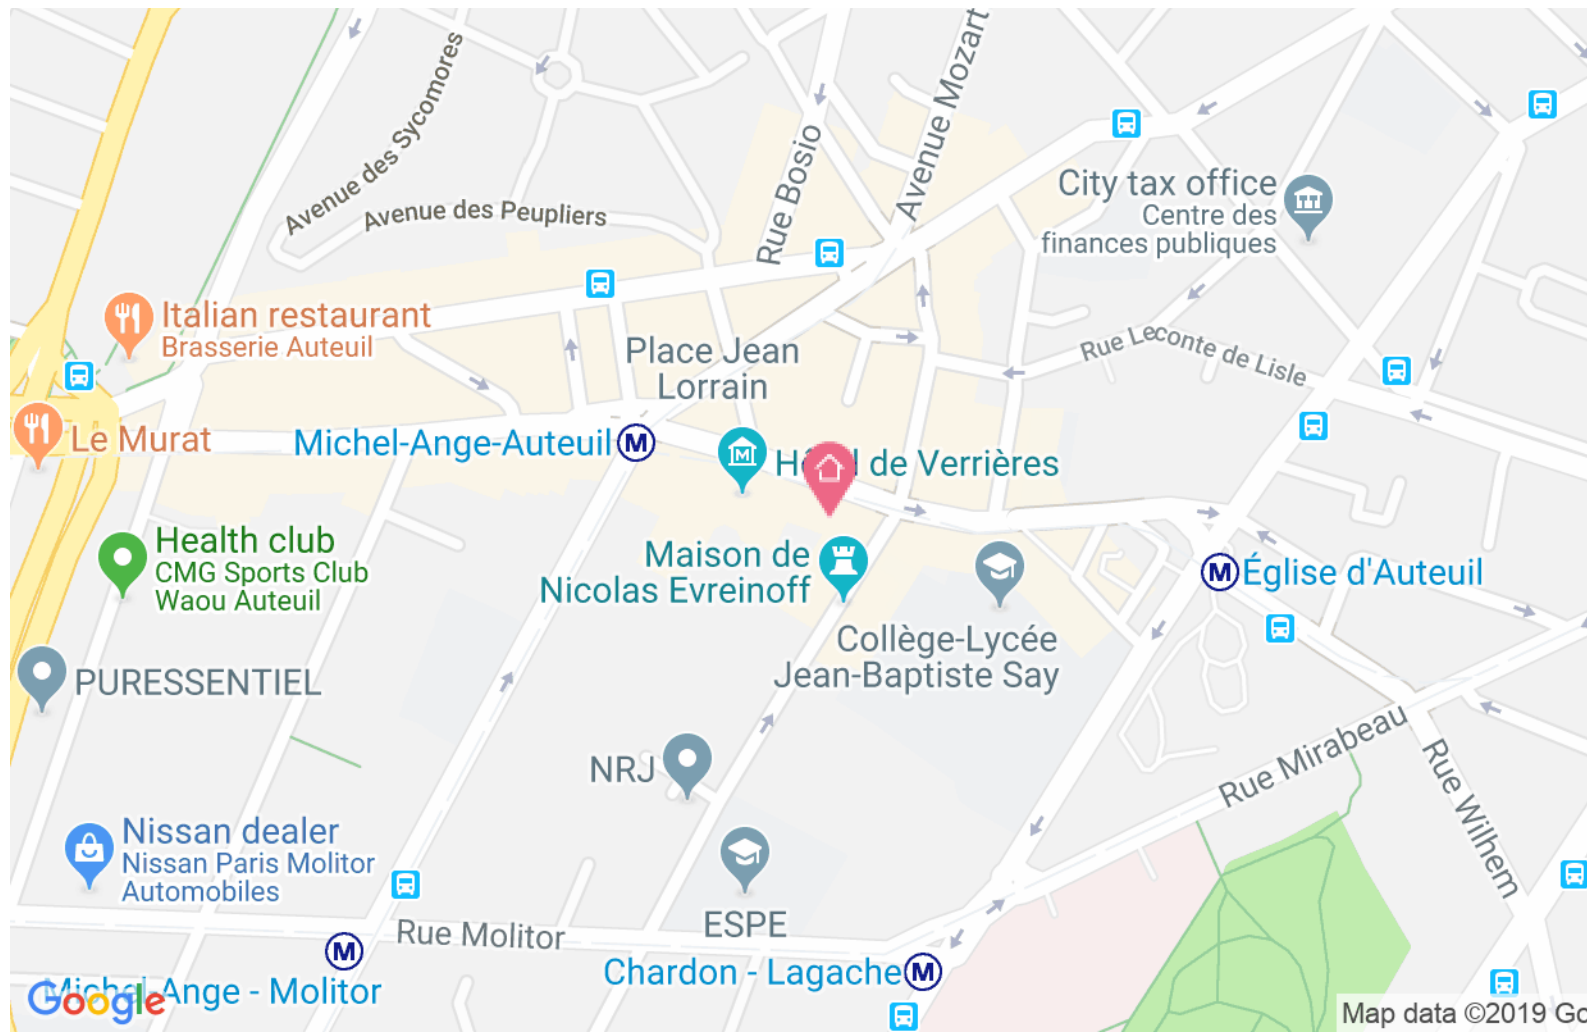 Avenue des Sycomores
Avenue des Peupliers
Rue Bosio
Avenue Mozart
City tax office
Centre des
finances publiques
Italian restaurant
Brasserie Auteuil
Place Jean
Lorrain
Rue Leconte de Lisle
Le Murat
Michel-Ange-Auteuil
M
M
de Verrières
Health club
CMG Sports Club
Waou Auteuil
Maison de
Nicolas Evreinoff
M
Église d'Auteuil
Collège-Lycée
Jean-Baptiste Say
PURESSENTIEL
NRJ
Rue Mirabeau
Rue Wilhem
Nissan dealer
Nissan Paris Molitor
Automobiles
ESPE
Rue Molitor
M
Michel-Ange - Molitor
Chardon - Lagache
M
Google
Map data ©2019 Go